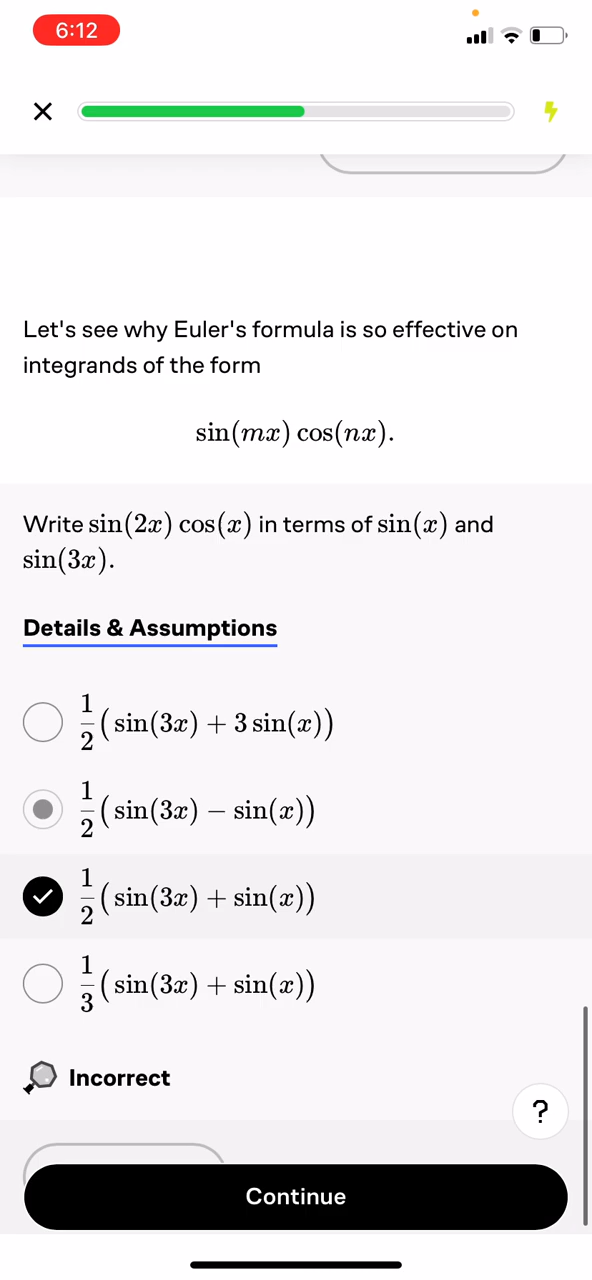 6:12
Let's see why Euler's formula is so effective on
integrands of the form
sin(mx) cos(nx).
Write sin(2x) cos(x) in terms of sin(x) and
sin(3x).
Details & Assumptions
1/2 ( sin(3x) + 3 sin(x))
1/2 ( sin(3x) − sin(x))
1/2 ( sin(3x) + sin(x))
1/3 ( sin(3x) + sin(x))
Incorrect
?
Continue